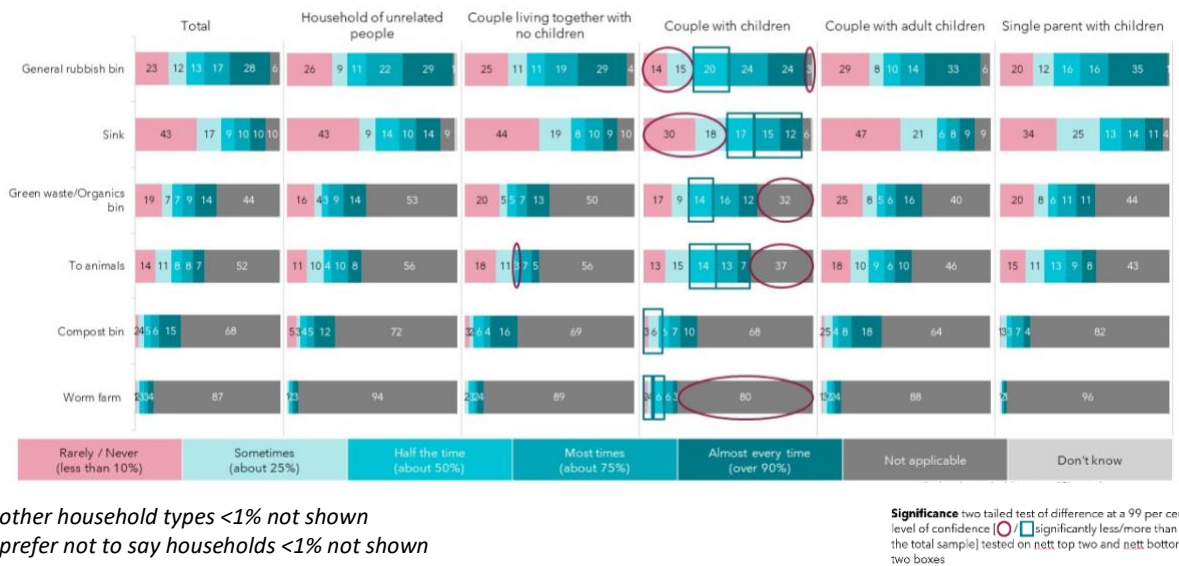 Total
Household of unrelated people
Couple living together with no children
Couple with children
Couple with adult children
Single parent with children
General rubbish bin
23 12 13 17 28 6
26 9 11 22 29 1
25 11 11 19 29 4
14 15 20 24 24 3
29 8 10 14 33 6
20 12 16 16 35 1
Sink
43 17 9 10 10 10
43 9 14 10 14 9
44 19 8 10 9 10
30 18 17 15 12 6
47 21 6 8 9 9
34 25 13 14 11 4
Green waste/Organics bin
19 7 7 9 14 44
16 4 3 9 14 53
20 5 5 7 13 50
17 9 14 16 12 32
25 8 5 6 16 40
20 8 6 11 11 44
To animals
14 11 8 8 7 52
11 10 4 10 8 56
18 11 3 7 5 56
13 15 14 13 7 37
18 10 9 6 10 46
15 11 13 9 8 43
Compost bin
2 4 5 6 15 68
5 3 4 5 12 72
3 2 6 4 16 69
3 6 6 7 10 68
2 5 4 8 18 64
1 3 3 7 4 82
Worm farm
87
94
89
6 6 3 80
88
96
Rarely / Never (less than 10%)
Sometimes (about 25%)
Half the time (about 50%)
Most times (about 75%)
Almost every time (over 90%)
Not applicable
Don't know
other household types <1% not shown
prefer not to say households <1% not shown
Significance two tailed test of difference at a 99 per cen
level of confidence [ / significantly less/more than
the total sample] tested on nett top two and nett bottom
two boxes